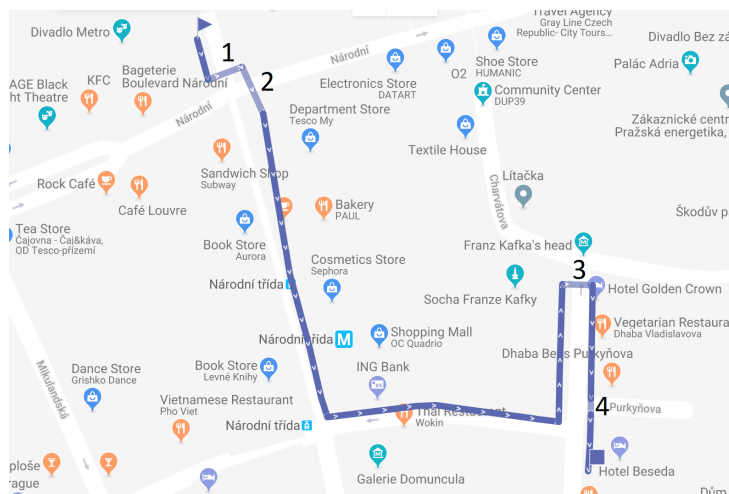 Travel Agency
Gray Line Czech
Republic- City Tours...
Divadlo Metro
Národní
Divadlo Bez zá
Shoe Store
HUMANIC
Palác Adria
1
2
O2
KFC
Bageterie
Boulevard Národní
AGE Black
ht Theatre
Electronics Store
DATART
Community Center
DUP39
Národní
Department Store
Tesco My
Zákaznické centr
Pražská energetika,
Textile House
Sandwich Shop
Subway
Rock Café
Café Louvre
Lítačka
Charvátova
Bakery
PAUL
Škodův p
Tea Store
Čajovna - Čaj&káva,
OD Tesco-přízemí
Book Store
Aurora
Franz Kafka's head
Cosmetics Store
Sephora
3
Národní třída
Socha Franze Kafky
Hotel Golden Crown
Vegetarian Restaura
Dhaba Vladislavova
Národní třída
M
Shopping Mall
OC Quadrio
Dhaba Beas Purkyňova
Mikulandská
Dance Store
Grishko Dance
Book Store
Levné Knihy
ING Bank
Vietnamese Restaurant
Pho Viet
4
Purkyňova
Thai Restaurant
Wokin
Národní třída
ploše
rague
Galerie Domuncula
Hotel Beseda
Dům